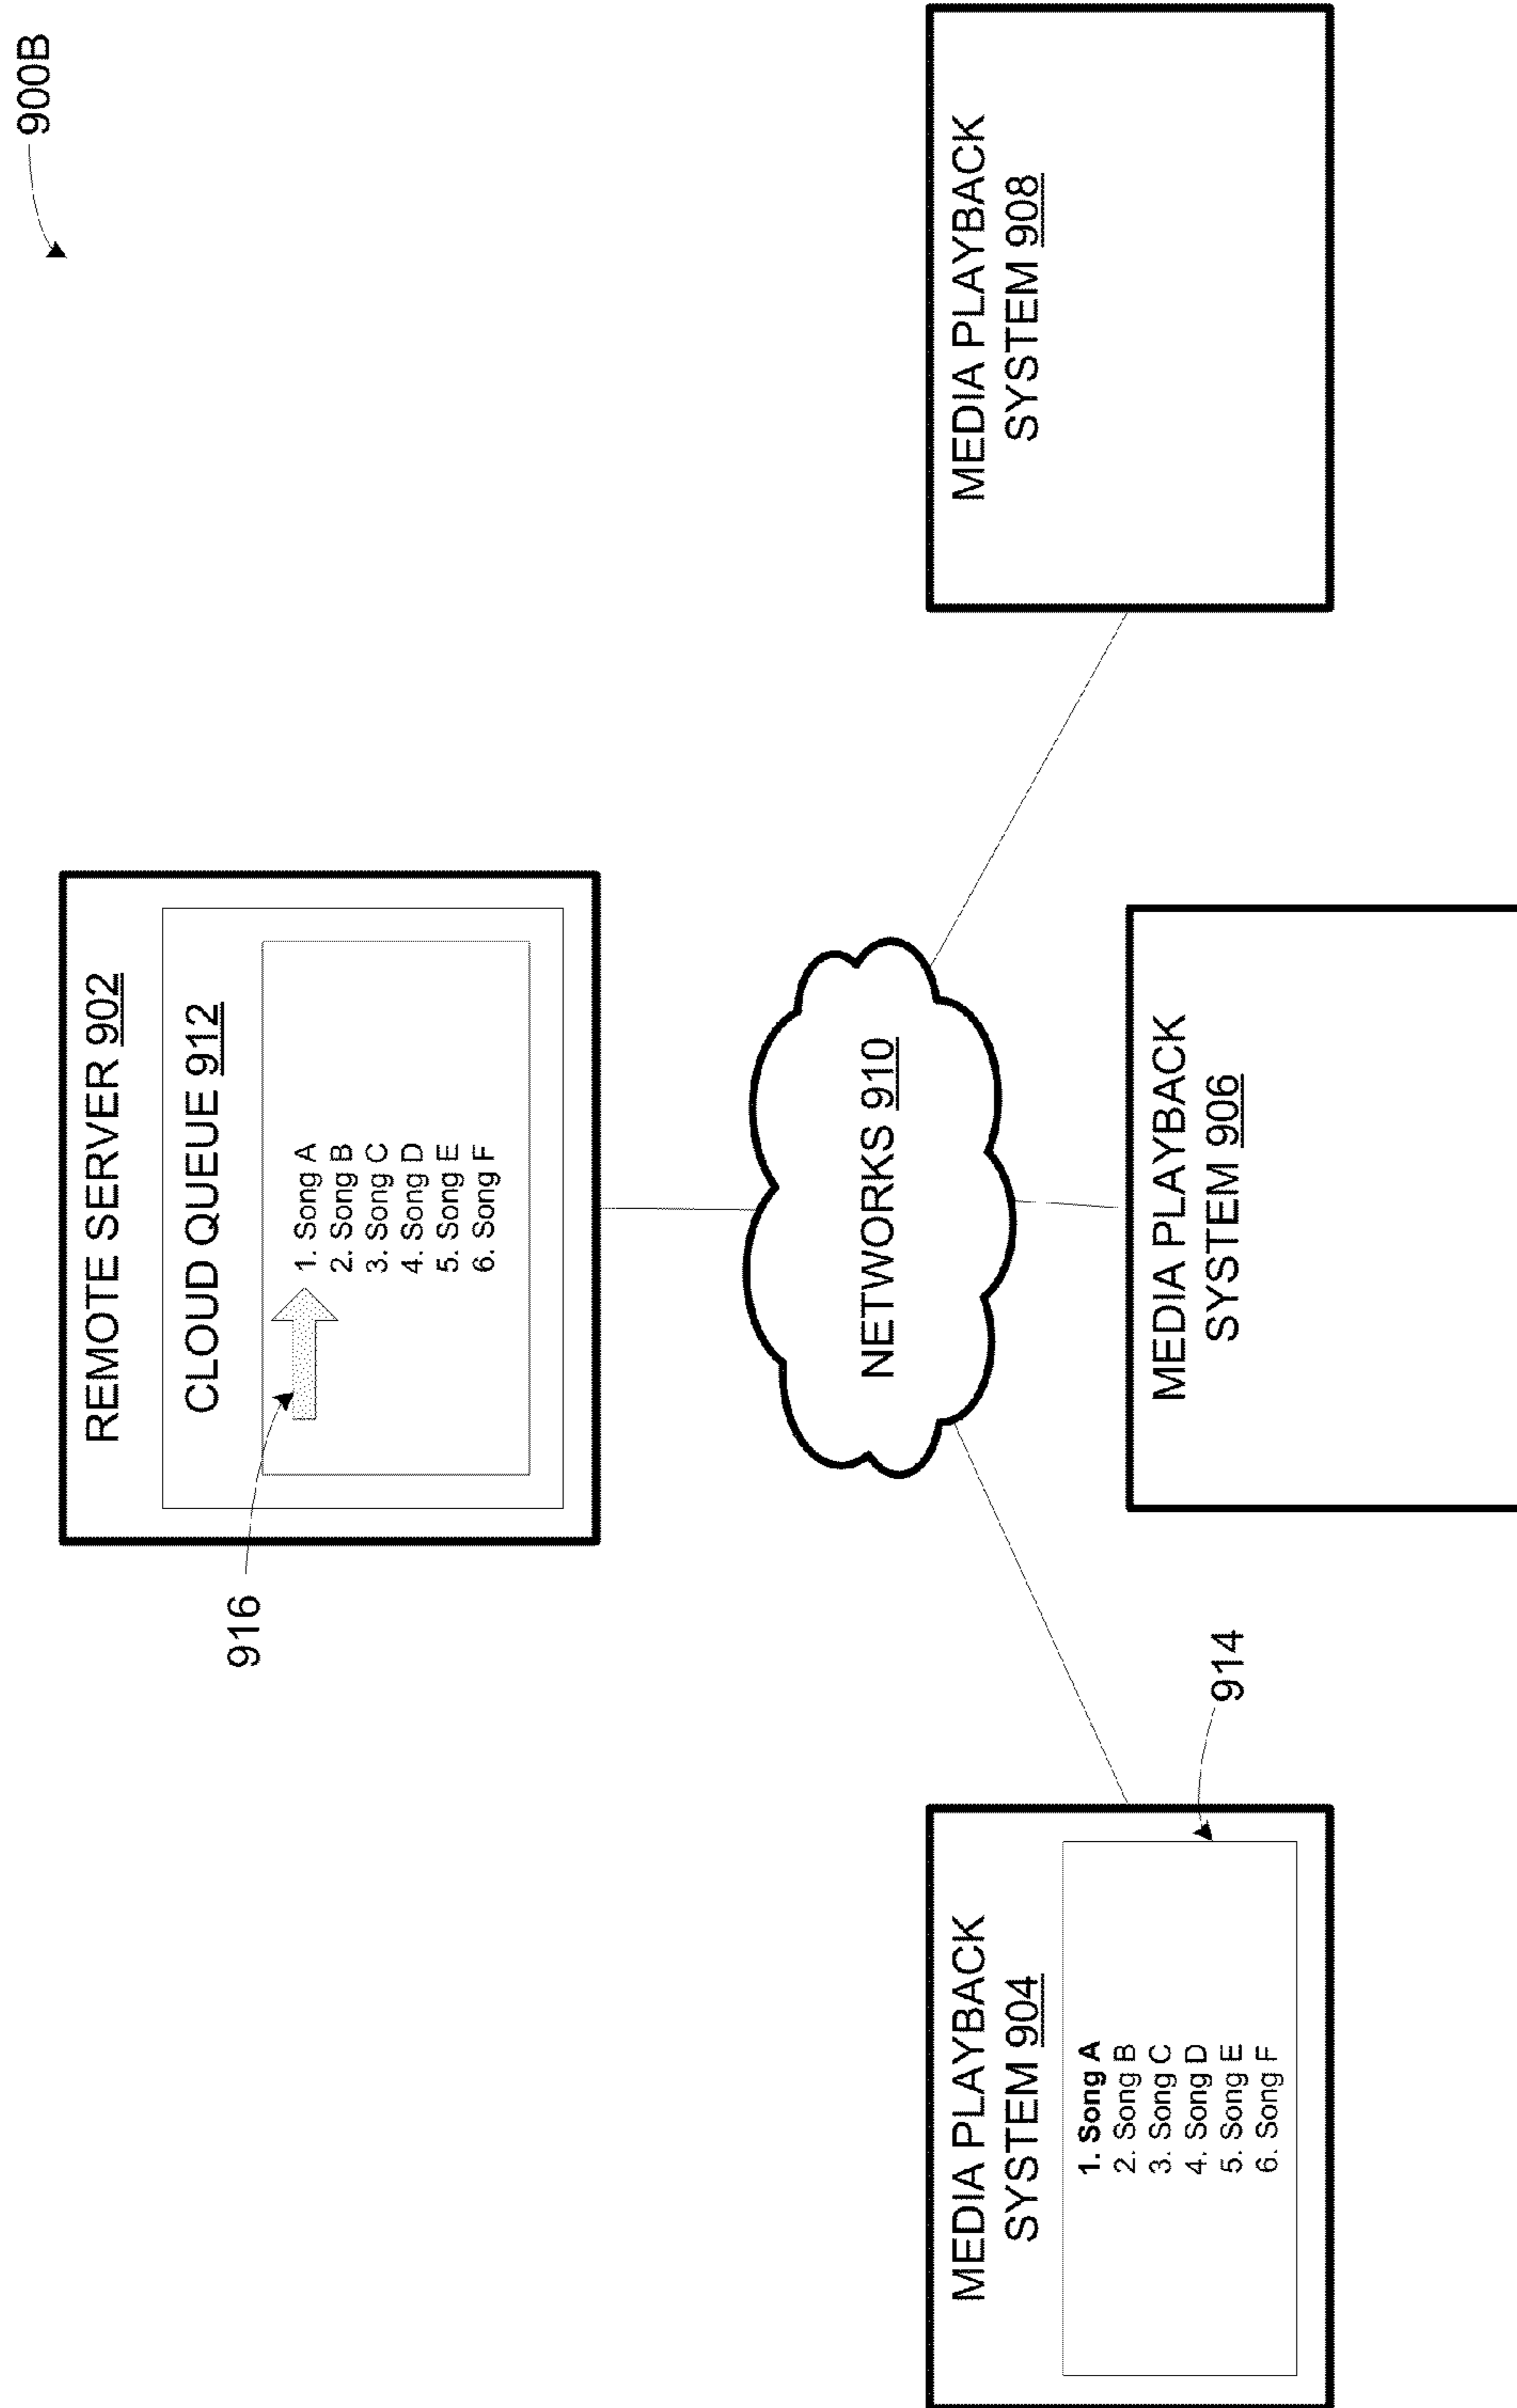 900B
REMOTE SERVER 902
CLOUD QUEUE 912
916
1. Song A
2. Song B
3. Song C
4. Song D
5. Song E
6. Song F
NETWORKS 910
MEDIA PLAYBACK
SYSTEM 904
1. Song A
2. Song B
3. Song C
4. Song D
5. Song E
6. Song F
914
MEDIA PLAYBACK
SYSTEM 906
MEDIA PLAYBACK
SYSTEM 908